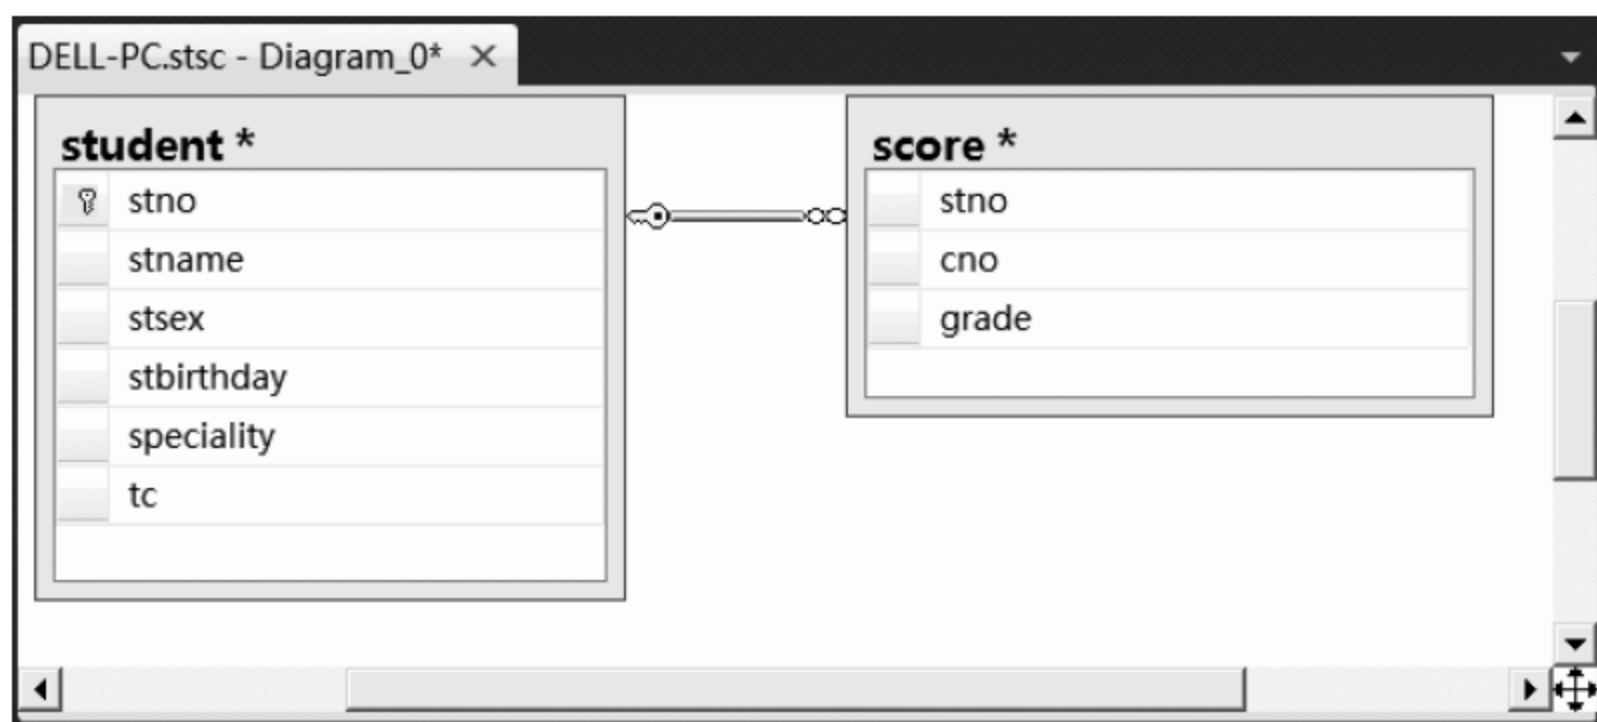 DELL-PC.stsc - Diagram_0*
student *
stno
stname
stsex
stbirthday
speciality
tc
score *
stno
cno
grade